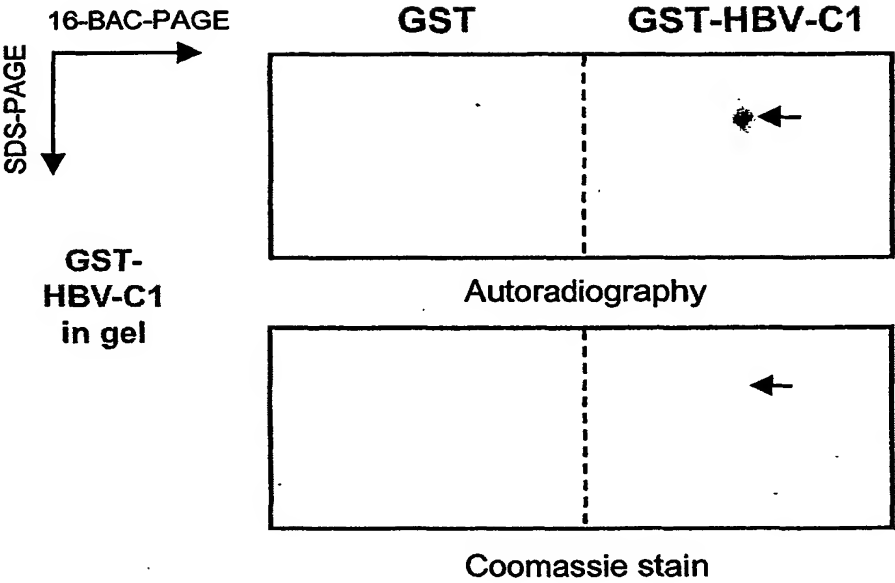 16-BAC-PAGE
GST
GST-HBV-C1
SDS-PAGE
GST-
HBV-C1
in gel
Autoradiography
Coomassie stain